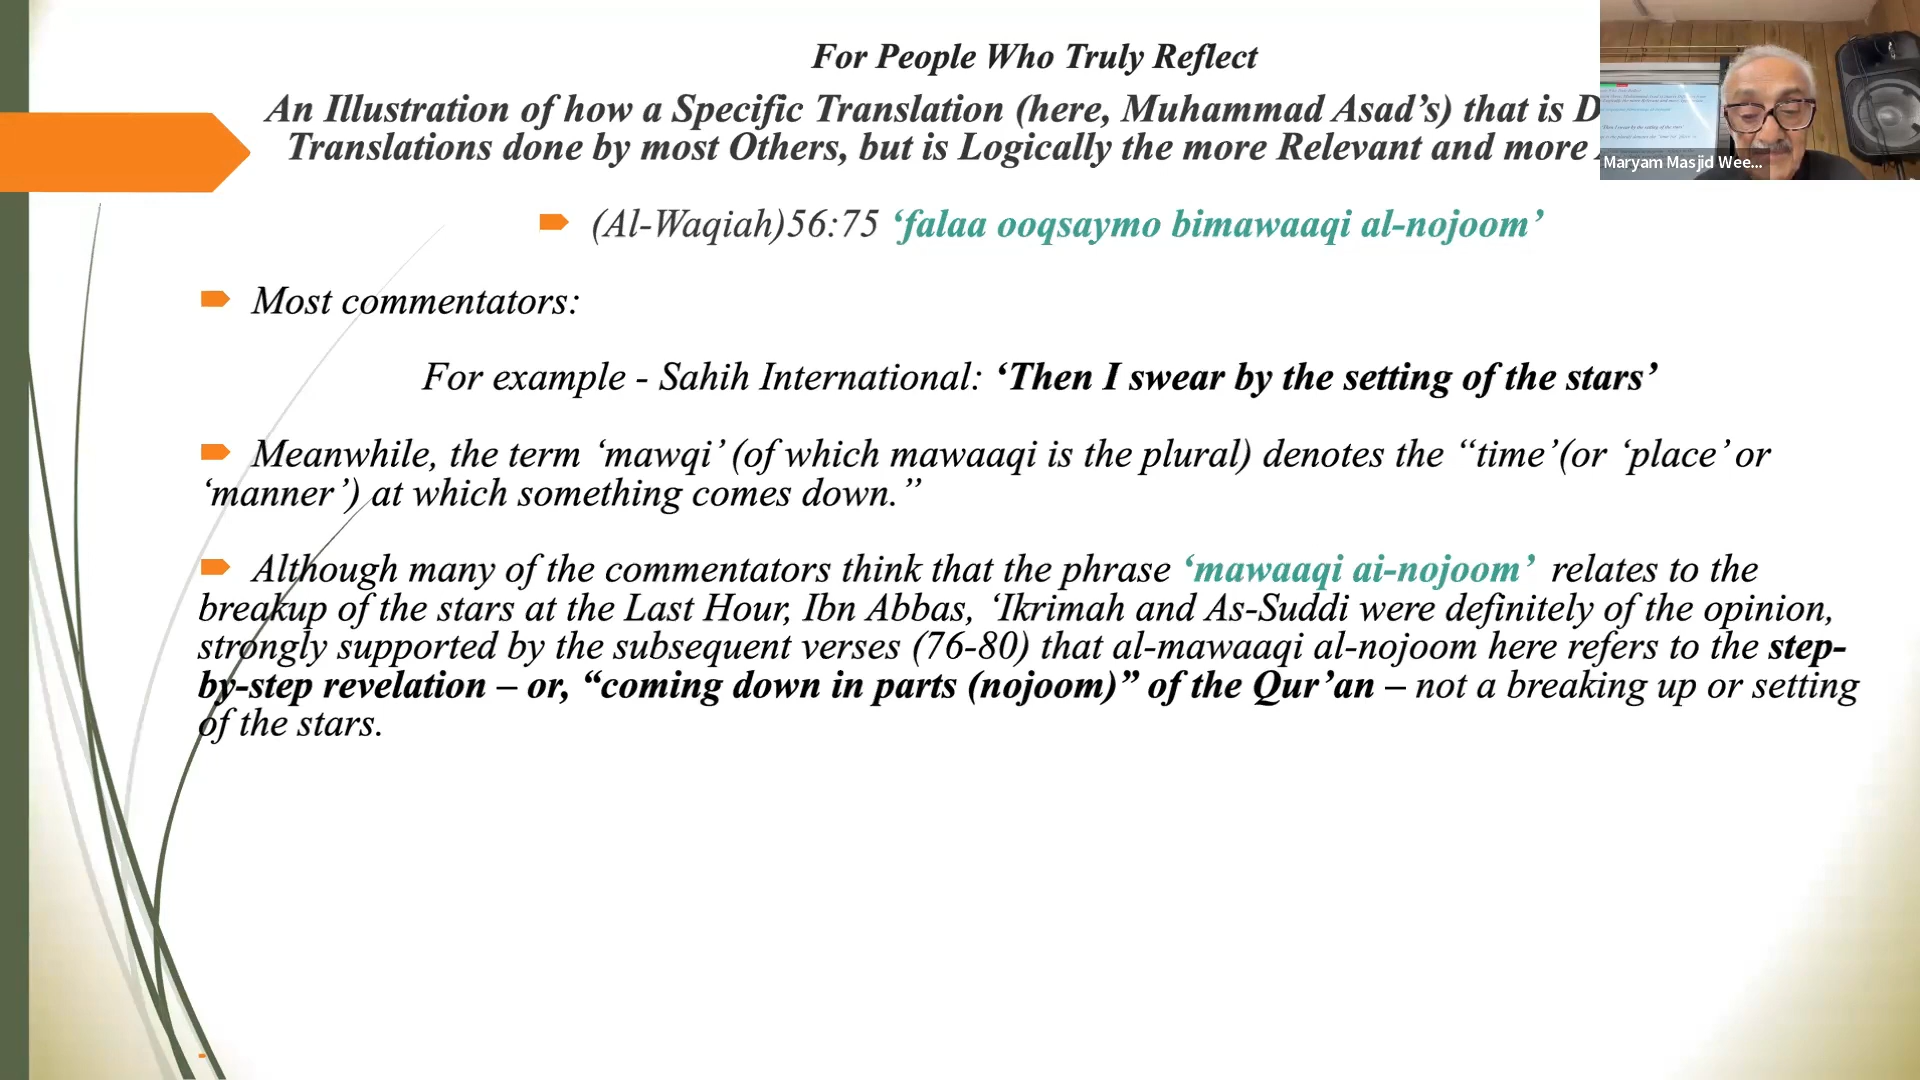 For People Who Truly Reflect
An Illustration of how a Specific Translation (here, Muhammad Asad’s) that is D
Translations done by most Others, but is Logically the more Relevant and more
Maryam Masjid Wee...
(Al-Waqiah)56:75 ‘falaa ooqsaymo bimawaaqi al-nojoom’
Most commentators:
For example - Sahih International: ‘Then I swear by the setting of the stars’
Meanwhile, the term ‘mawqi’ (of which mawaaqi is the plural) denotes the “time’(or ‘place’ or
‘manner’) at which something comes down.”
Although many of the commentators think that the phrase ‘mawaaqi ai-nojoom’ relates to the
breakup of the stars at the Last Hour, Ibn Abbas, ‘Ikrimah and As-Suddi were definitely of the opinion,
strongly supported by the subsequent verses (76-80) that al-mawaaqi al-nojoom here refers to the step-
by-step revelation – or, “coming down in parts (nojoom)” of the Qur’an – not a breaking up or setting
of the stars.